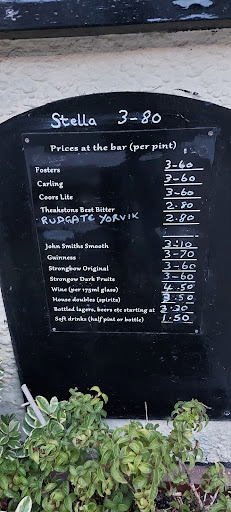 Stella 3-80
Prices at the bar (per pint)
Fosters 3-60
Carling 3-60
Coors Lite 3-60
Theakstons Best Bitter 2.80
RUDGATE YORVIK 2.80
John Smiths Smooth 3-10
Guinness 3-70
Strongbow Original 3-60
Strongow Dark Fruits 3-60
Wine (per 175ml glass) 4.50
House doubles (spirits) 3.50
Bottled lagers, beers etc starting at 3.20
Soft drinks (half pint or bottle) 1.50